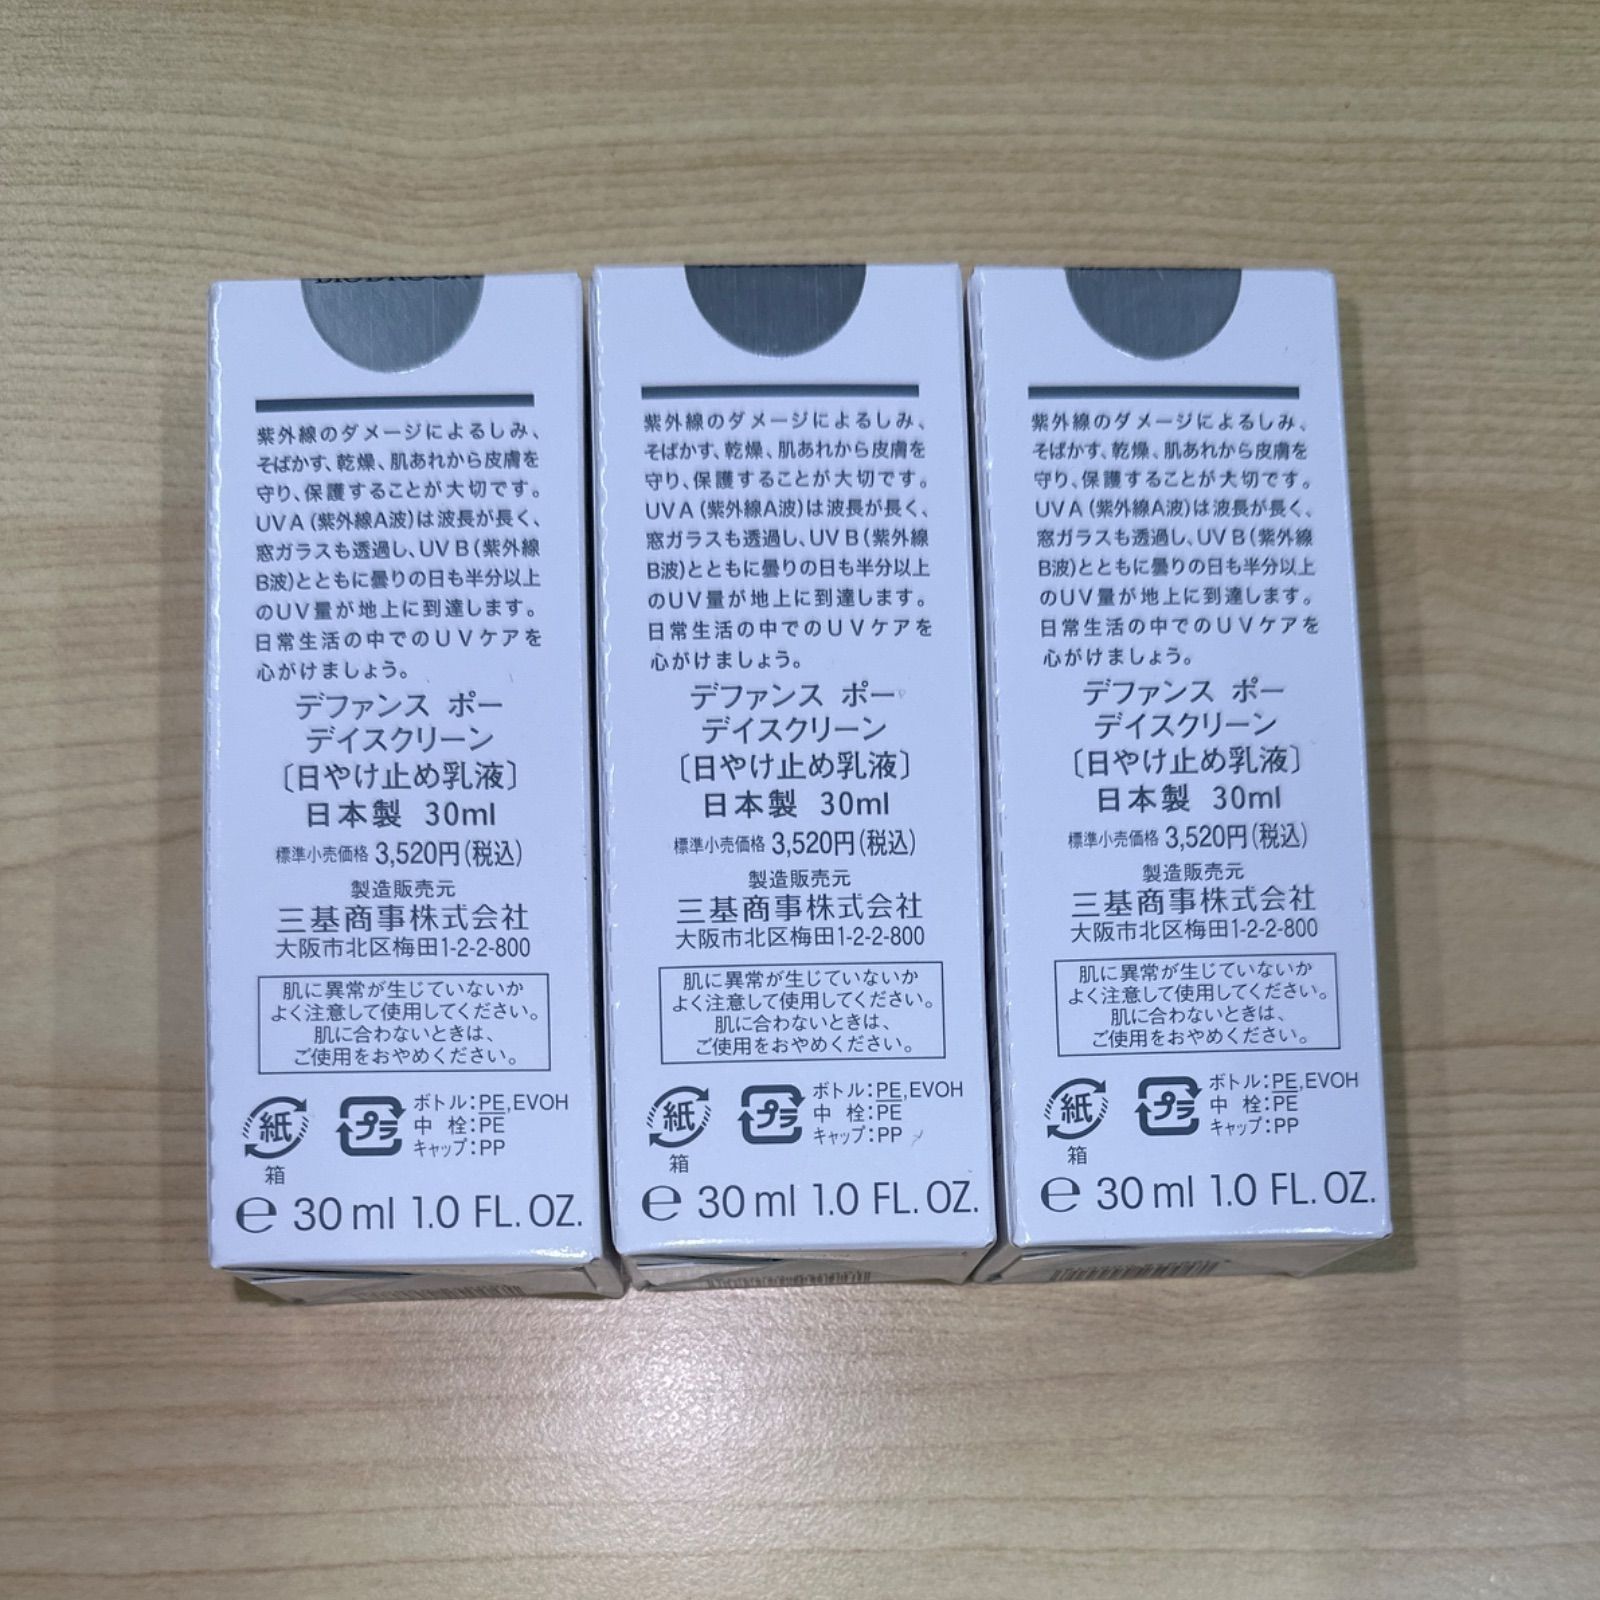 BIODROGA
紫外線のダメージによるしみ、
そばかす、乾燥、肌あれから皮膚を
守り、保護することが大切です。
UVA（紫外線A波）は波長が長く、
窓ガラスも透過し、UVB（紫外線
B波）とともに曇りの日も半分以上
のUV量が地上に到達します。
日常生活の中でのUVケアを
心がけましょう。
デファンス ポー
デイスクリーン
〔日やけ止め乳液〕
日本製 30ml
標準小売価格 3,520円（税込）
製造販売元
三基商事株式会社
大阪市北区梅田1-2-2-800
肌に異常が生じていないか
よく注意して使用してください。
肌に合わないときは、
ご使用をおやめください。
紙
箱
プラ
ボトル：PE,EVOH
中 栓：PE
キャップ：PP
℮ 30 ml 1.0 FL. OZ.
紫外線のダメージによるしみ、
そばかす、乾燥、肌あれから皮膚を
守り、保護することが大切です。
UVA（紫外線A波）は波長が長く、
窓ガラスも透過し、UVB（紫外線
B波）とともに曇りの日も半分以上
のUV量が地上に到達します。
日常生活の中でのUVケアを
心がけましょう。
デファンス ポー
デイスクリーン
〔日やけ止め乳液〕
日本製 30ml
標準小売価格 3,520円（税込）
製造販売元
三基商事株式会社
大阪市北区梅田1-2-2-800
肌に異常が生じていないか
よく注意して使用してください。
肌に合わないときは、
ご使用をおやめください。
紙
箱
プラ
ボトル：PE,EVOH
中 栓：PE
キャップ：PP
℮ 30 ml 1.0 FL. OZ.
紫外線のダメージによるしみ、
そばかす、乾燥、肌あれから皮膚を
守り、保護することが大切です。
UVA（紫外線A波）は波長が長く、
窓ガラスも透過し、UVB（紫外線
B波）とともに曇りの日も半分以上
のUV量が地上に到達します。
日常生活の中でのUVケアを
心がけましょう。
デファンス ポー
デイスクリーン
〔日やけ止め乳液〕
日本製 30ml
標準小売価格 3,520円（税込）
製造販売元
三基商事株式会社
大阪市北区梅田1-2-2-800
肌に異常が生じていないか
よく注意して使用してください。
肌に合わないときは、
ご使用をおやめください。
紙
箱
プラ
ボトル：PE,EVOH
中 栓：PE
キャップ：PP
℮ 30 ml 1.0 FL. OZ.